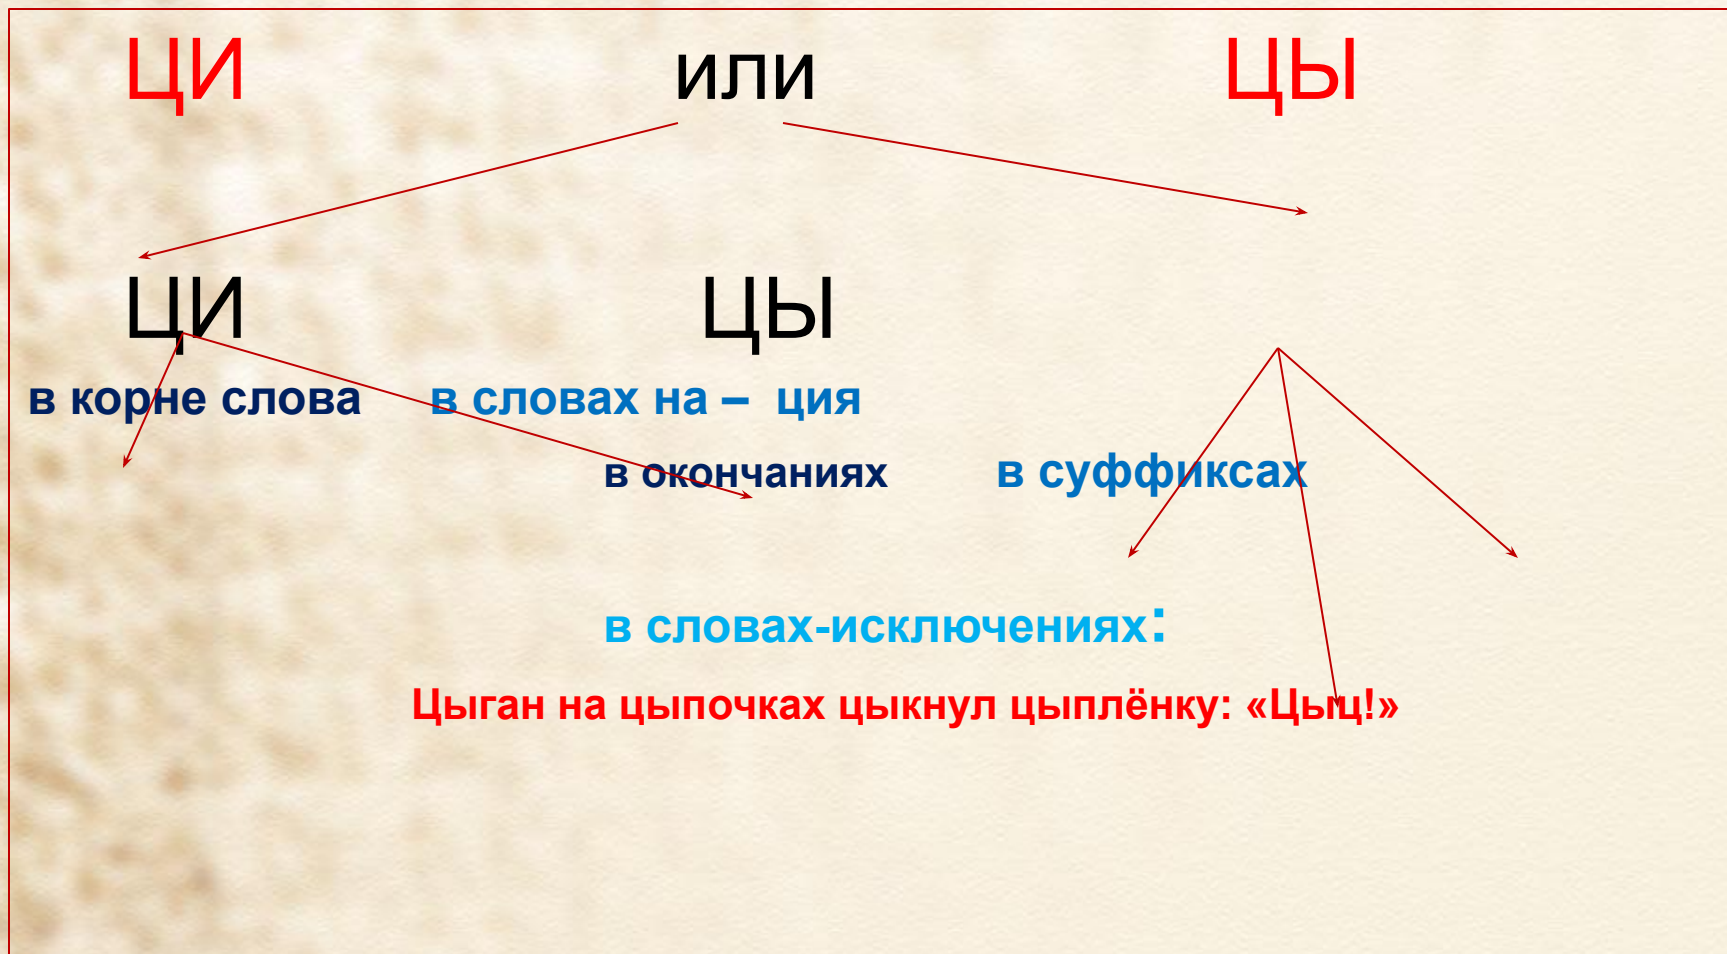 ЦИ или ЦЫ
ЦИ ЦЫ
в корне слова в словах на – ция
в окончаниях в суффиксах
в словах-исключениях:
Цыган на цыпочках цыкнул цыплёнку: «Цыц!»